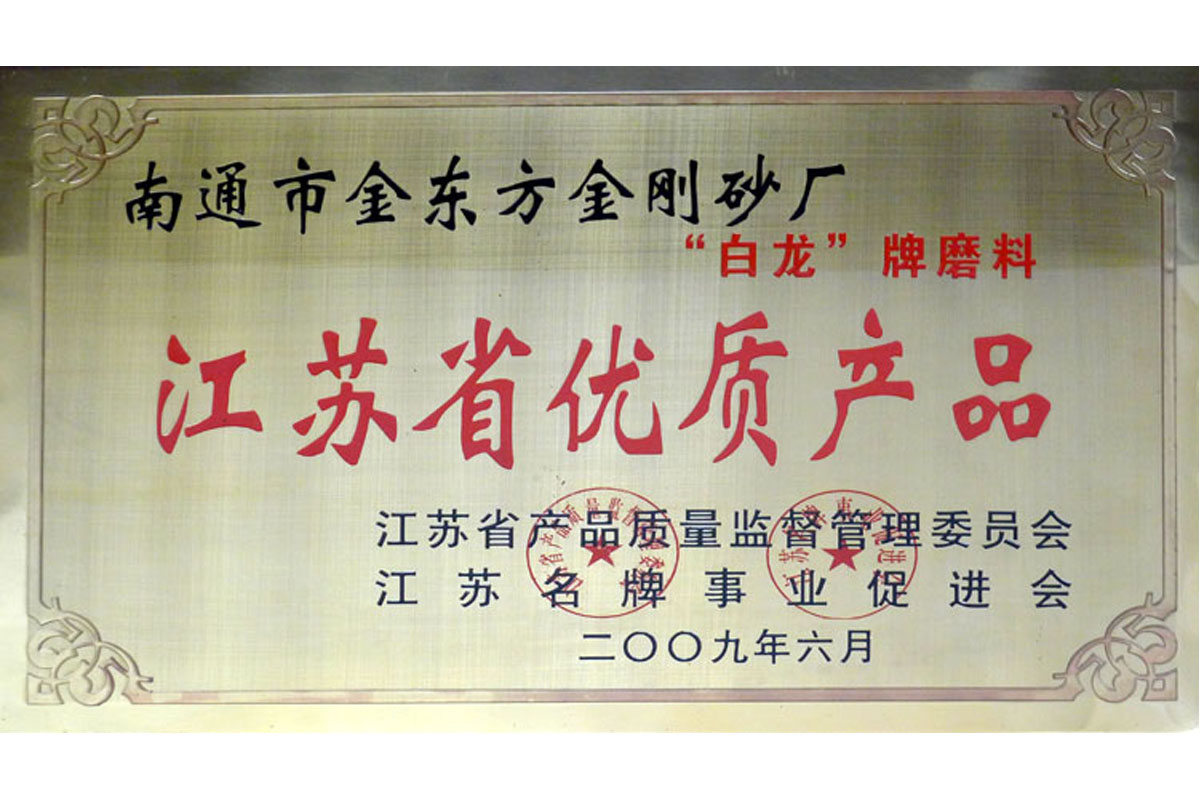 南通市金东方金刚砂厂
“白龙”牌磨料
江苏省优质产品
江苏省产品质量监督管理委员会
江苏名牌事业促进会
二〇〇九年六月